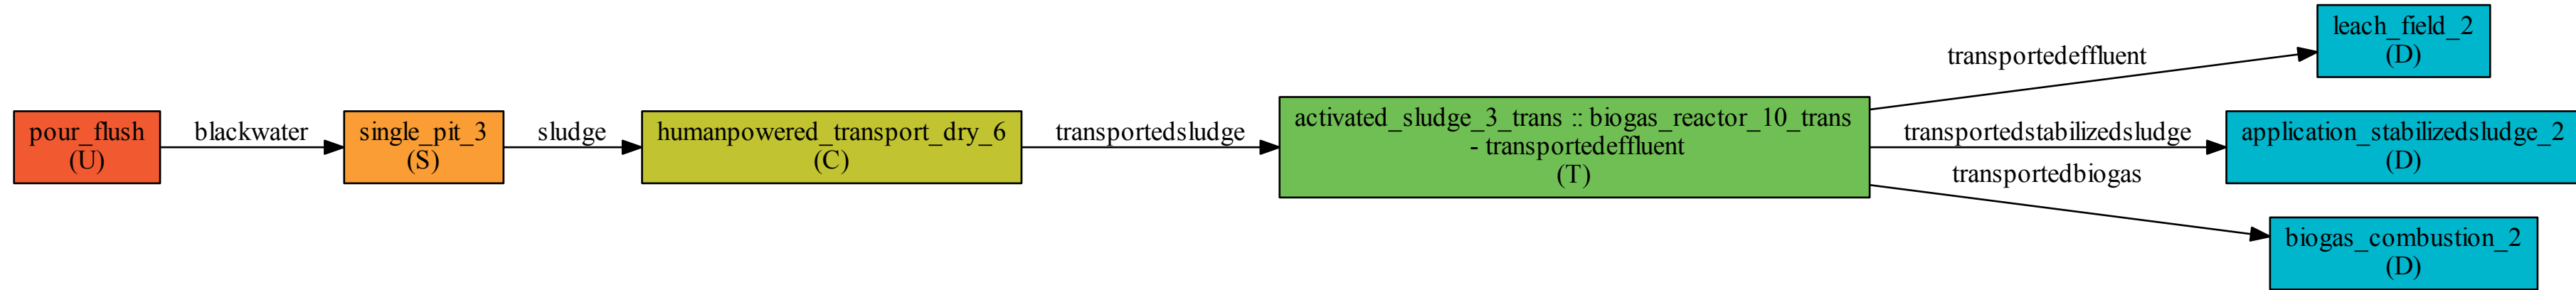 pour_flush
(U)
blackwater
single_pit_3
(S)
sludge
humanpowered_transport_dry_6
(C)
transportedsludge
activated_sludge_3_trans :: biogas_reactor_10_trans
- transportedeffluent
(T)
transportedeffluent
leach_field_2
(D)
transportedstabilizedsludge
application_stabilizedsludge_2
(D)
transportedbiogas
biogas_combustion_2
(D)